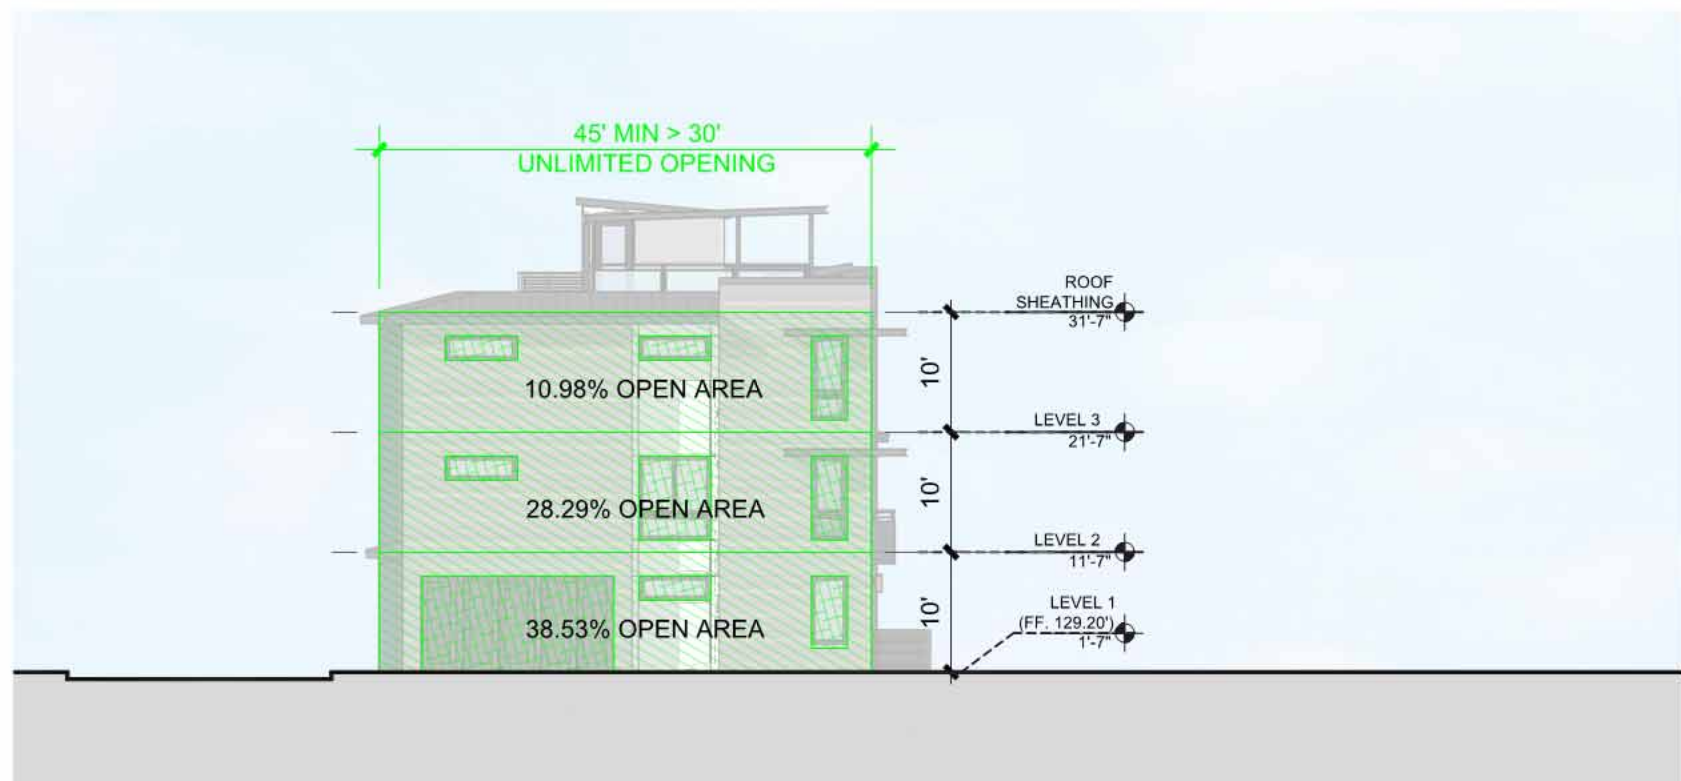 45' MIN > 30'
UNLIMITED OPENING
ROOF
SHEATHING
31'-7"
10.98% OPEN AREA
10'
LEVEL 3
21'-7"
28.29% OPEN AREA
10'
LEVEL 2
11'-7"
38.53% OPEN AREA
10'
LEVEL 1
(FF. 129.20')
1'-7"